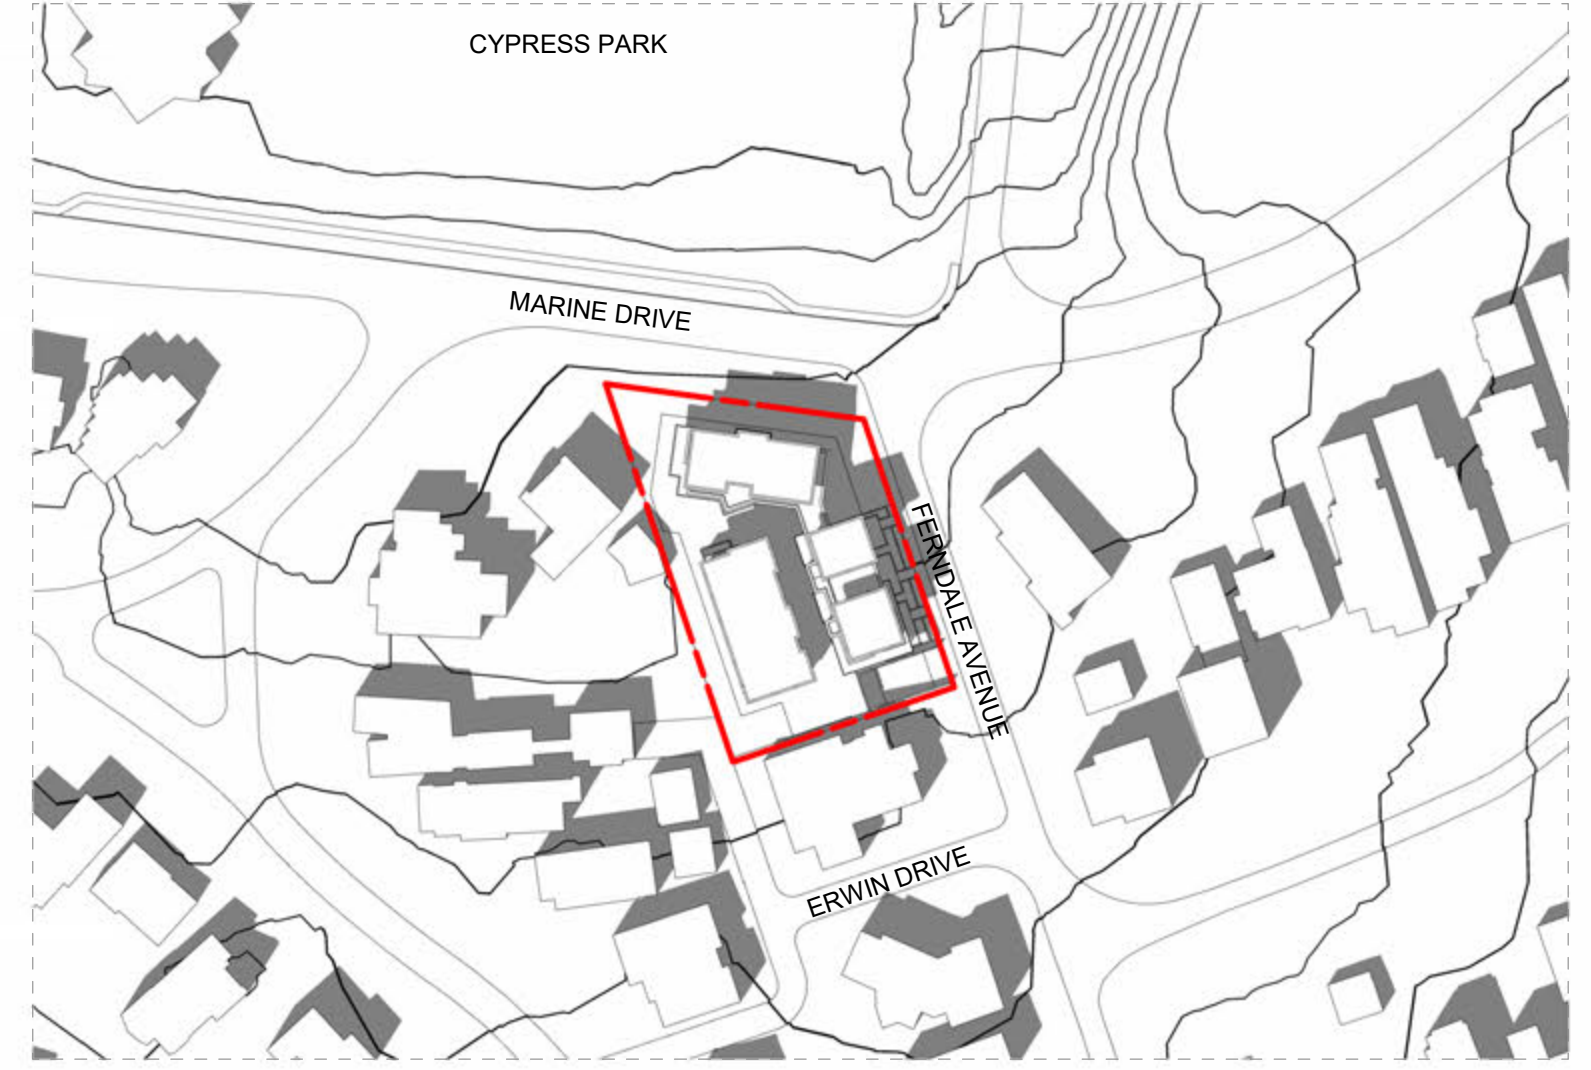 CYPRESS PARK
MARINE DRIVE
FERNDALE AVENUE
ERWIN DRIVE